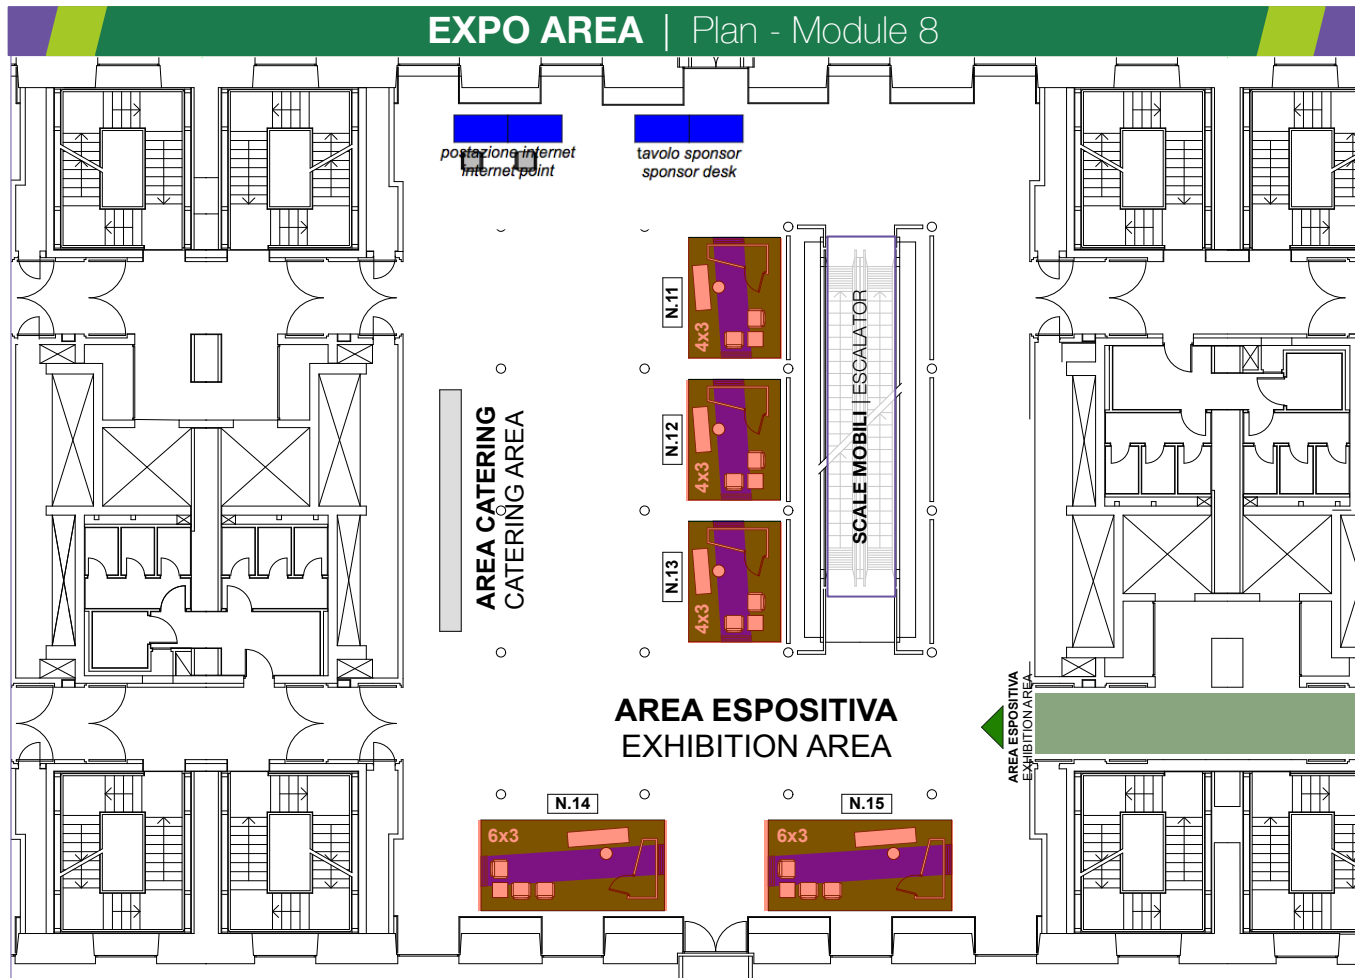 EXPO AREA | Plan - Module 8
postazione internet
internet point
tavolo sponsor
sponsor desk
N.11
4x3
N.12
4x3
N.13
4x3
SCALE MOBILI | ESCALATOR
AREA CATERING
CATERING AREA
AREA ESPOSITIVA
EXHIBITION AREA
AREA ESPOSITIVA
EXHIBITION AREA
N.14
6x3
N.15
6x3